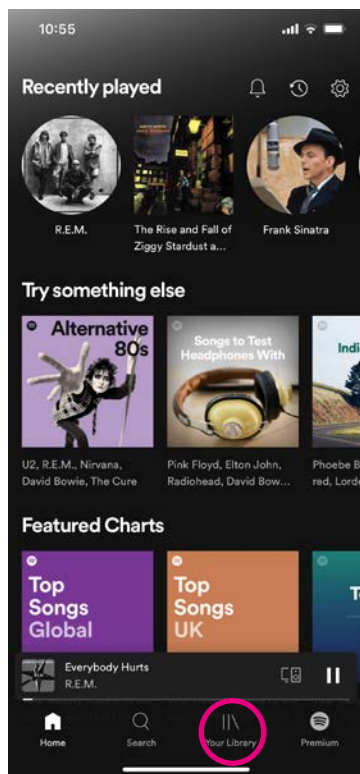 10:55
Recently played
R.E.M.
The Rise and Fall of
Ziggy Stardust a...
Frank Sinatra
Try something else
Alternative
80s
Songs to Test
Headphones With
Indi
U2, R.E.M., Nirvana,
David Bowie, The Cure
Pink Floyd, Elton John,
Radiohead, David Bow...
Phoebe B
red, Lorde
Featured Charts
Top
Songs
Global
Top
Songs
UK
To
Everybody Hurts
R.E.M.
Home
Search
Your Library
Premium